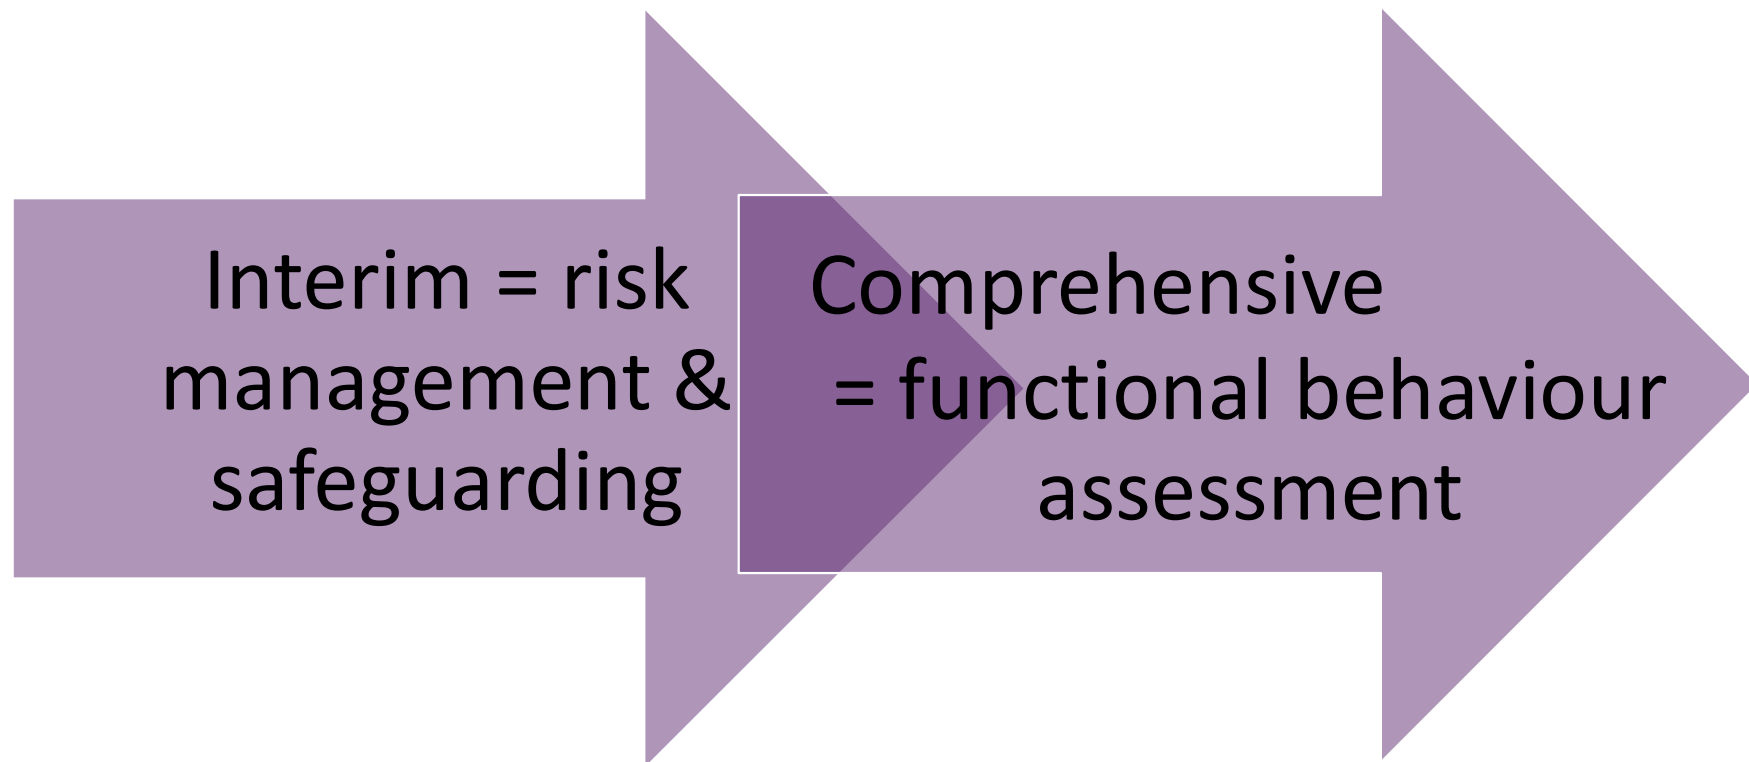 Interim = risk
management &
safeguarding
Comprehensive
= functional behaviour
assessment